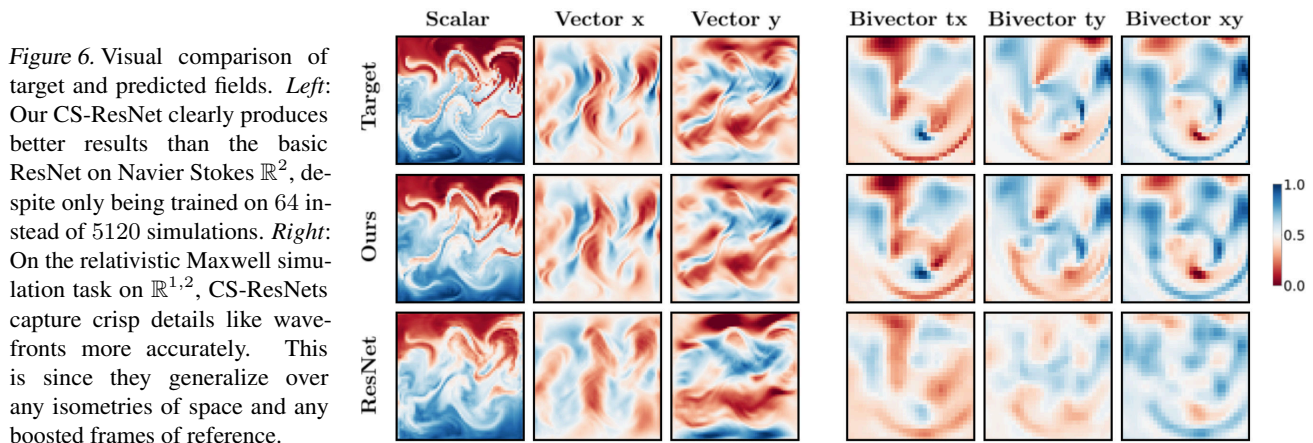 Figure 6. Visual comparison of
target and predicted fields. Left:
Our CS-ResNet clearly produces
better results than the basic
ResNet on Navier Stokes ℝ², de-
spite only being trained on 64 in-
stead of 5120 simulations. Right:
On the relativistic Maxwell simu-
lation task on ℝ¹,², CS-ResNets
capture crisp details like wave-
fronts more accurately. This
is since they generalize over
any isometries of space and any
boosted frames of reference.
Scalar Vector x Vector y Bivector tx Bivector ty Bivector xy
Target
Ours
ResNet
1.0
0.5
0.0